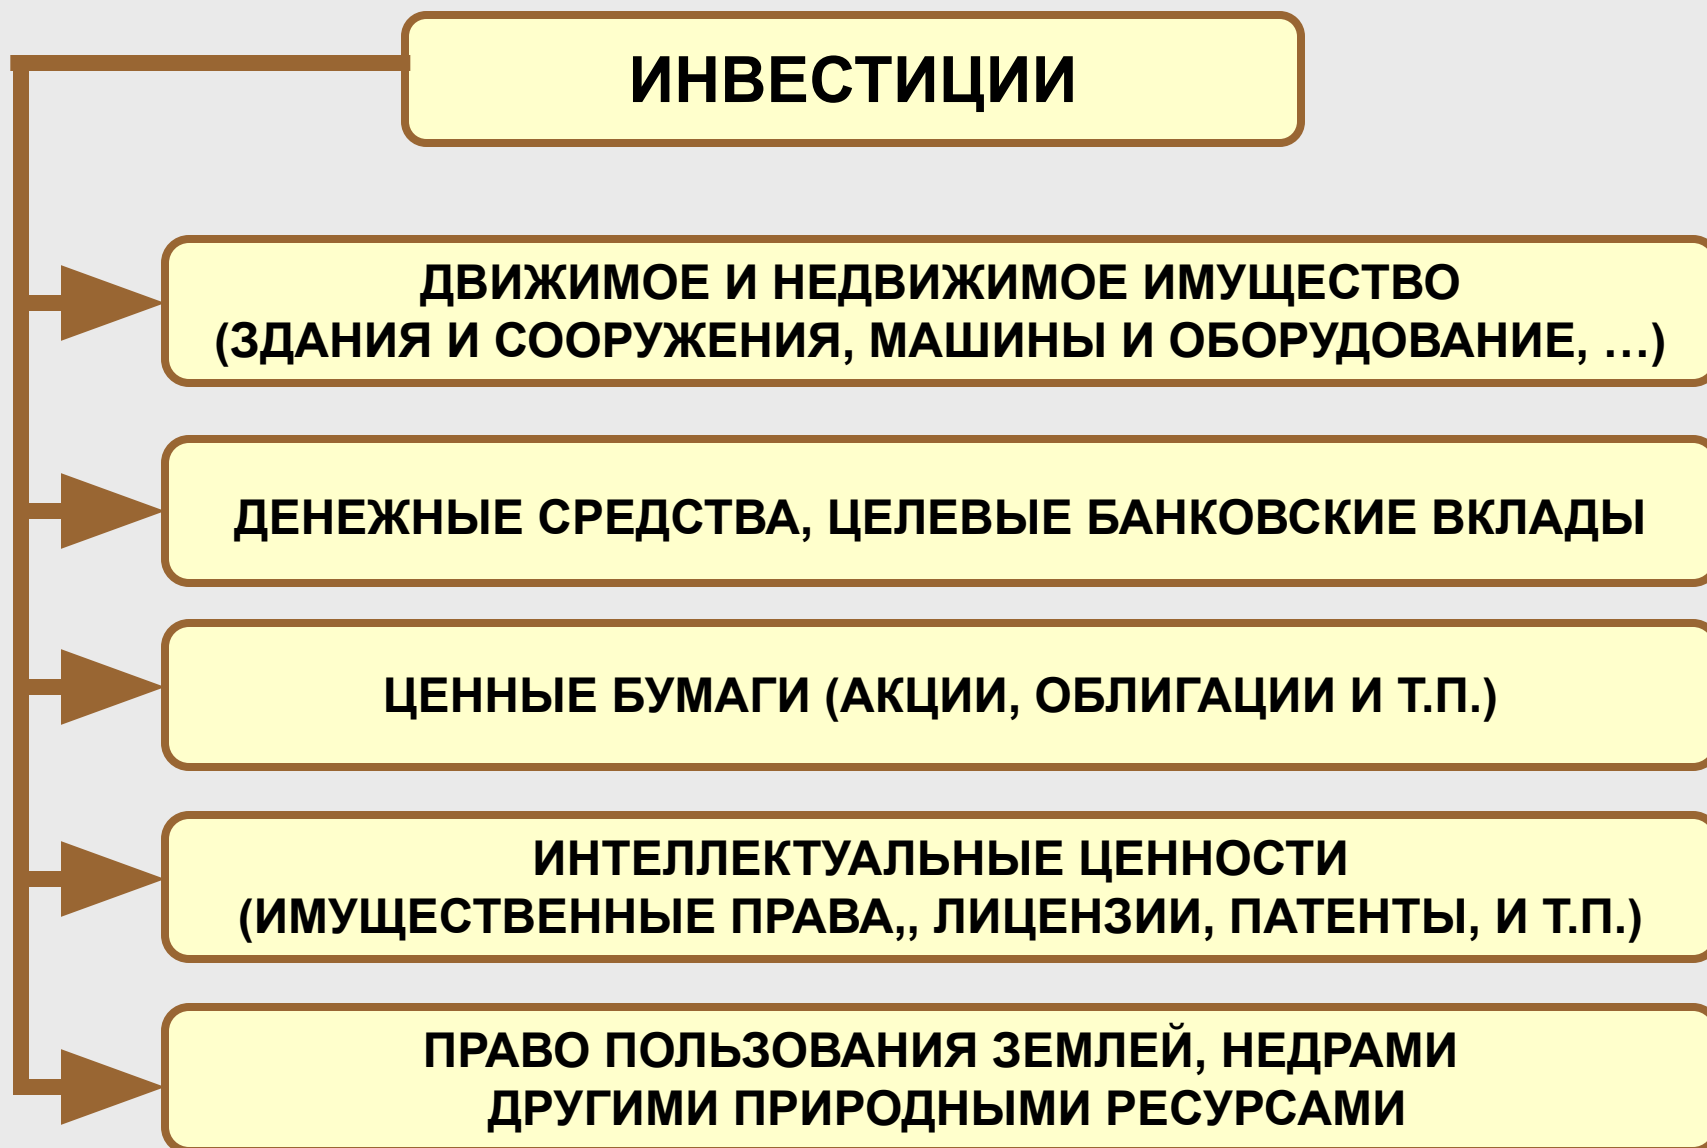 ИНВЕСТИЦИИ
ДВИЖИМОЕ И НЕДВИЖИМОЕ ИМУЩЕСТВО
(ЗДАНИЯ И СООРУЖЕНИЯ, МАШИНЫ И ОБОРУДОВАНИЕ, ...)
ДЕНЕЖНЫЕ СРЕДСТВА, ЦЕЛЕВЫЕ БАНКОВСКИЕ ВКЛАДЫ
ЦЕННЫЕ БУМАГИ (АКЦИИ, ОБЛИГАЦИИ И Т.П.)
ИНТЕЛЛЕКТУАЛЬНЫЕ ЦЕННОСТИ
(ИМУЩЕСТВЕННЫЕ ПРАВА,, ЛИЦЕНЗИИ, ПАТЕНТЫ, И Т.П.)
ПРАВО ПОЛЬЗОВАНИЯ ЗЕМЛЕЙ, НЕДРАМИ
ДРУГИМИ ПРИРОДНЫМИ РЕСУРСАМИ